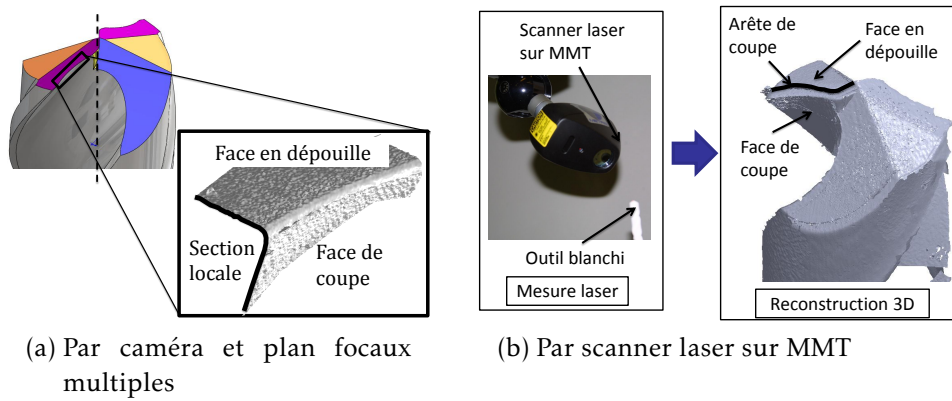 Face en dépouille
Section
locale
Face de
coupe
Scanner laser
sur MMT
Outil blanchi
Mesure laser
Arête de
coupe
Face en
dépouille
Face de
coupe
Reconstruction 3D
(a) Par caméra et plan focaux
multiples
(b) Par scanner laser sur MMT